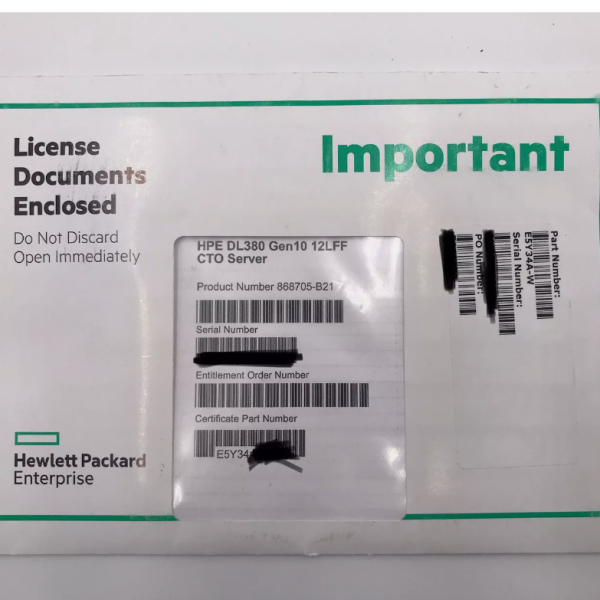 License
Documents
Enclosed
Do Not Discard
Open Immediately
Important
HPE DL380 Gen10 12LFF
CTO Server
Product Number 868705-B21
Serial Number
Entitlement Order Number
Certificate Part Number
E5Y34
Part Number:
E5Y34A-W
Serial Number:
PO Number:
Hewlett Packard
Enterprise